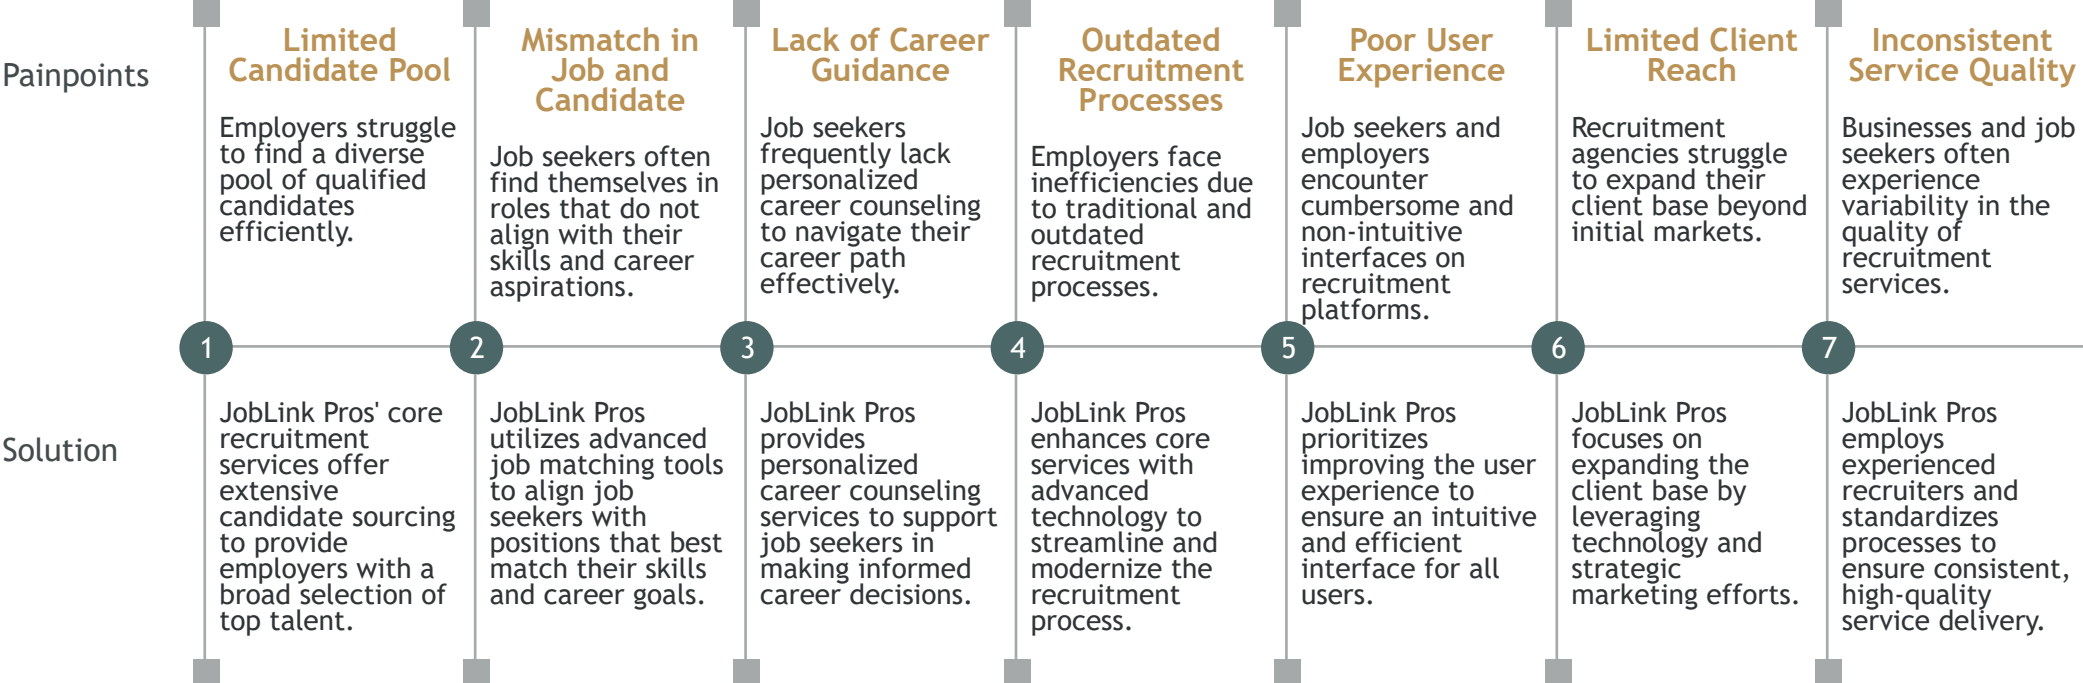 Painpoints
Limited
Candidate Pool
Employers struggle
to find a diverse
pool of qualified
candidates
efficiently.
Mismatch in
Job and
Candidate
Job seekers often
find themselves in
roles that do not
align with their
skills and career
aspirations.
Lack of Career
Guidance
Job seekers
frequently lack
personalized
career counseling
to navigate their
career path
effectively.
Outdated
Recruitment
Processes
Employers face
inefficiencies due
to traditional and
outdated
recruitment
processes.
Poor User
Experience
Job seekers and
employers
encounter
cumbersome and
non-intuitive
interfaces on
recruitment
platforms.
Limited Client
Reach
Recruitment
agencies struggle
to expand their
client base beyond
initial markets.
Inconsistent
Service Quality
Businesses and job
seekers often
experience
variability in the
quality of
recruitment
services.
1
2
3
4
5
6
7
Solution
JobLink Pros' core
recruitment
services offer
extensive
candidate sourcing
to provide
employers with a
broad selection of
top talent.
JobLink Pros
utilizes advanced
job matching tools
to align job
seekers with
positions that best
match their skills
and career goals.
JobLink Pros
provides
personalized
career counseling
services to support
job seekers in
making informed
career decisions.
JobLink Pros
enhances core
services with
advanced
technology to
streamline and
modernize the
recruitment
process.
JobLink Pros
prioritizes
improving the user
experience to
ensure an intuitive
and efficient
interface for all
users.
JobLink Pros
focuses on
expanding the
client base by
leveraging
technology and
strategic
marketing efforts.
JobLink Pros
employs
experienced
recruiters and
standardizes
processes to
ensure consistent,
high-quality
service delivery.